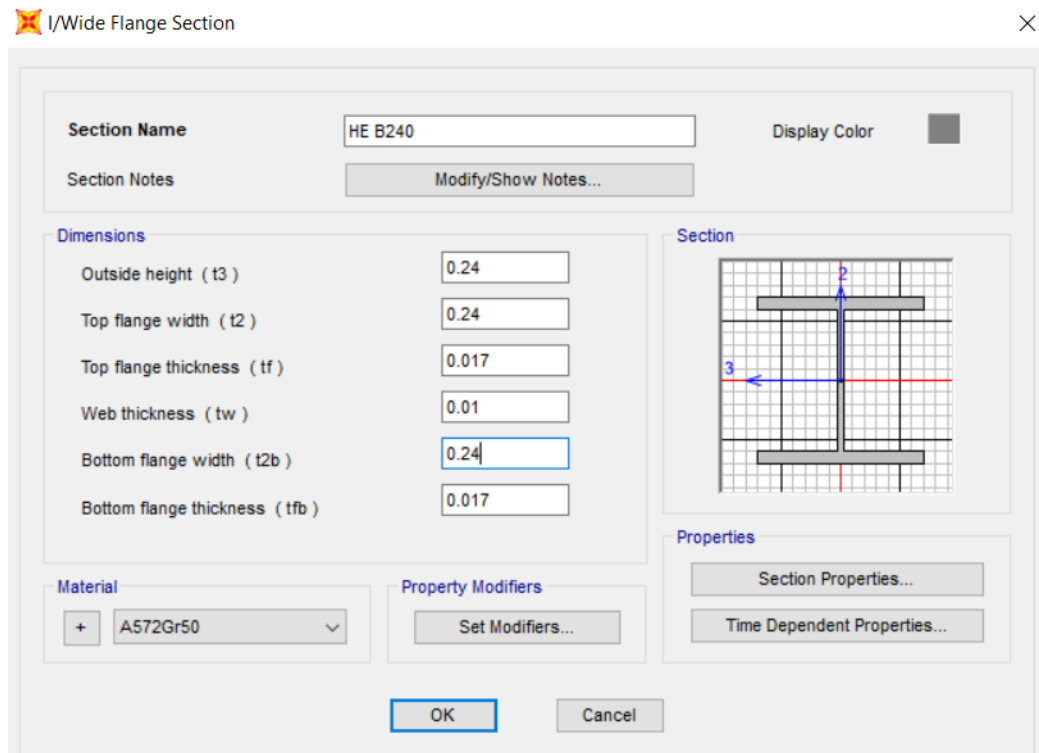 I/Wide Flange Section
Section Name HE B240 Display Color
Section Notes Modify/Show Notes...
Dimensions
Outside height ( t3 ) 0.24
Top flange width ( t2 ) 0.24
Top flange thickness ( tf ) 0.017
Web thickness ( tw ) 0.01
Bottom flange width ( t2b ) 0.24
Bottom flange thickness ( tfb ) 0.017
Section
2
3
Material
+ A572Gr50
Property Modifiers
Set Modifiers...
Properties
Section Properties...
Time Dependent Properties...
OK Cancel